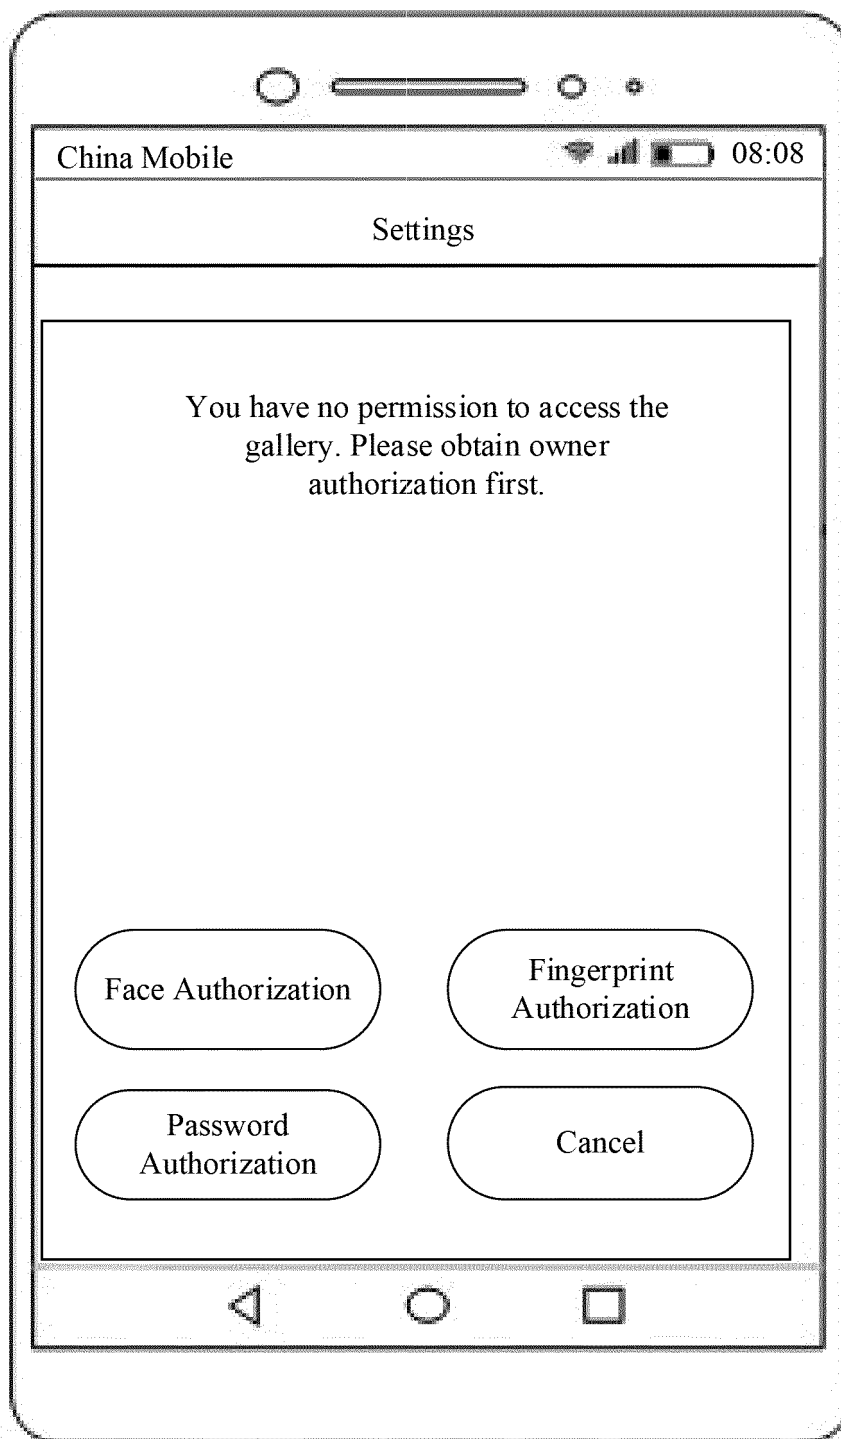 China Mobile 08:08
Settings
You have no permission to access the
gallery. Please obtain owner
authorization first.
Face Authorization
Fingerprint
Authorization
Password
Authorization
Cancel